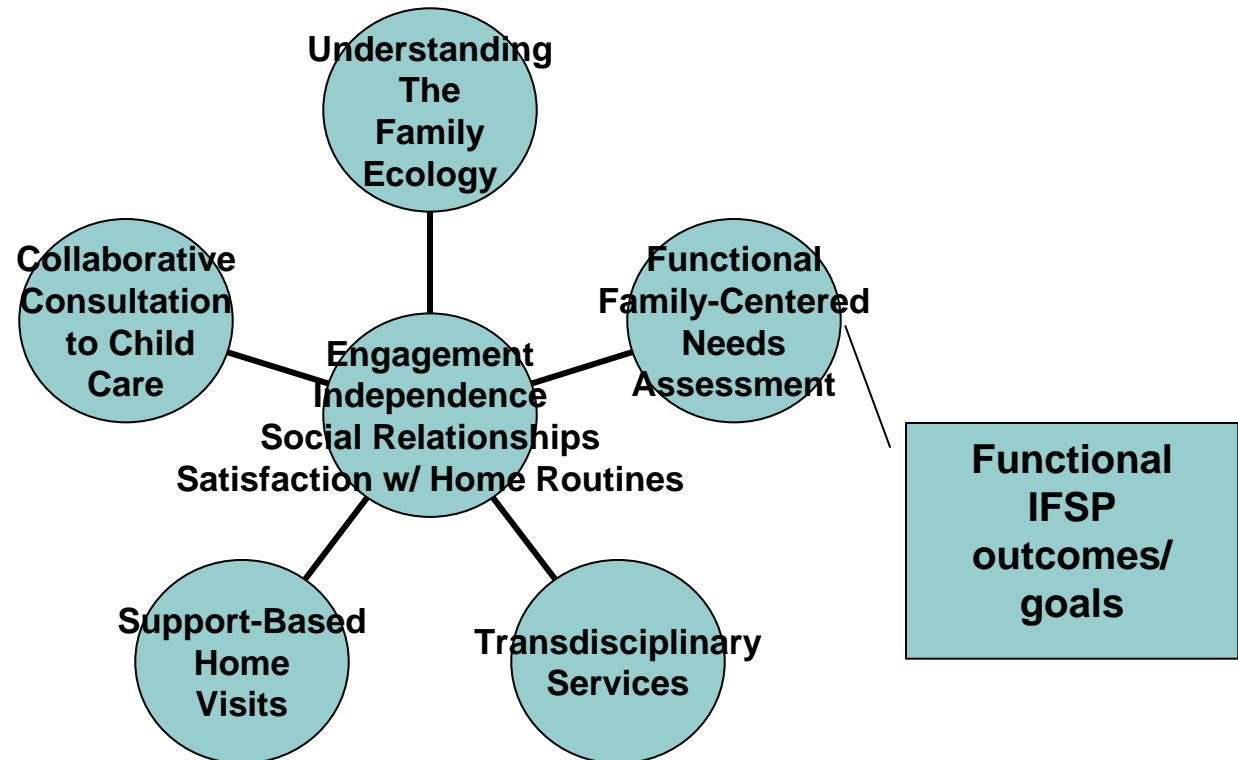 Understanding
The
Family
Ecology
Collaborative
Consultation
to Child
Care
Functional
Family-Centered
Needs
Assessment
Engagement
Independence
Social Relationships
Satisfaction w/ Home Routines
Functional
IFSP
outcomes/
goals
Support-Based
Home
Visits
Transdisciplinary
Services